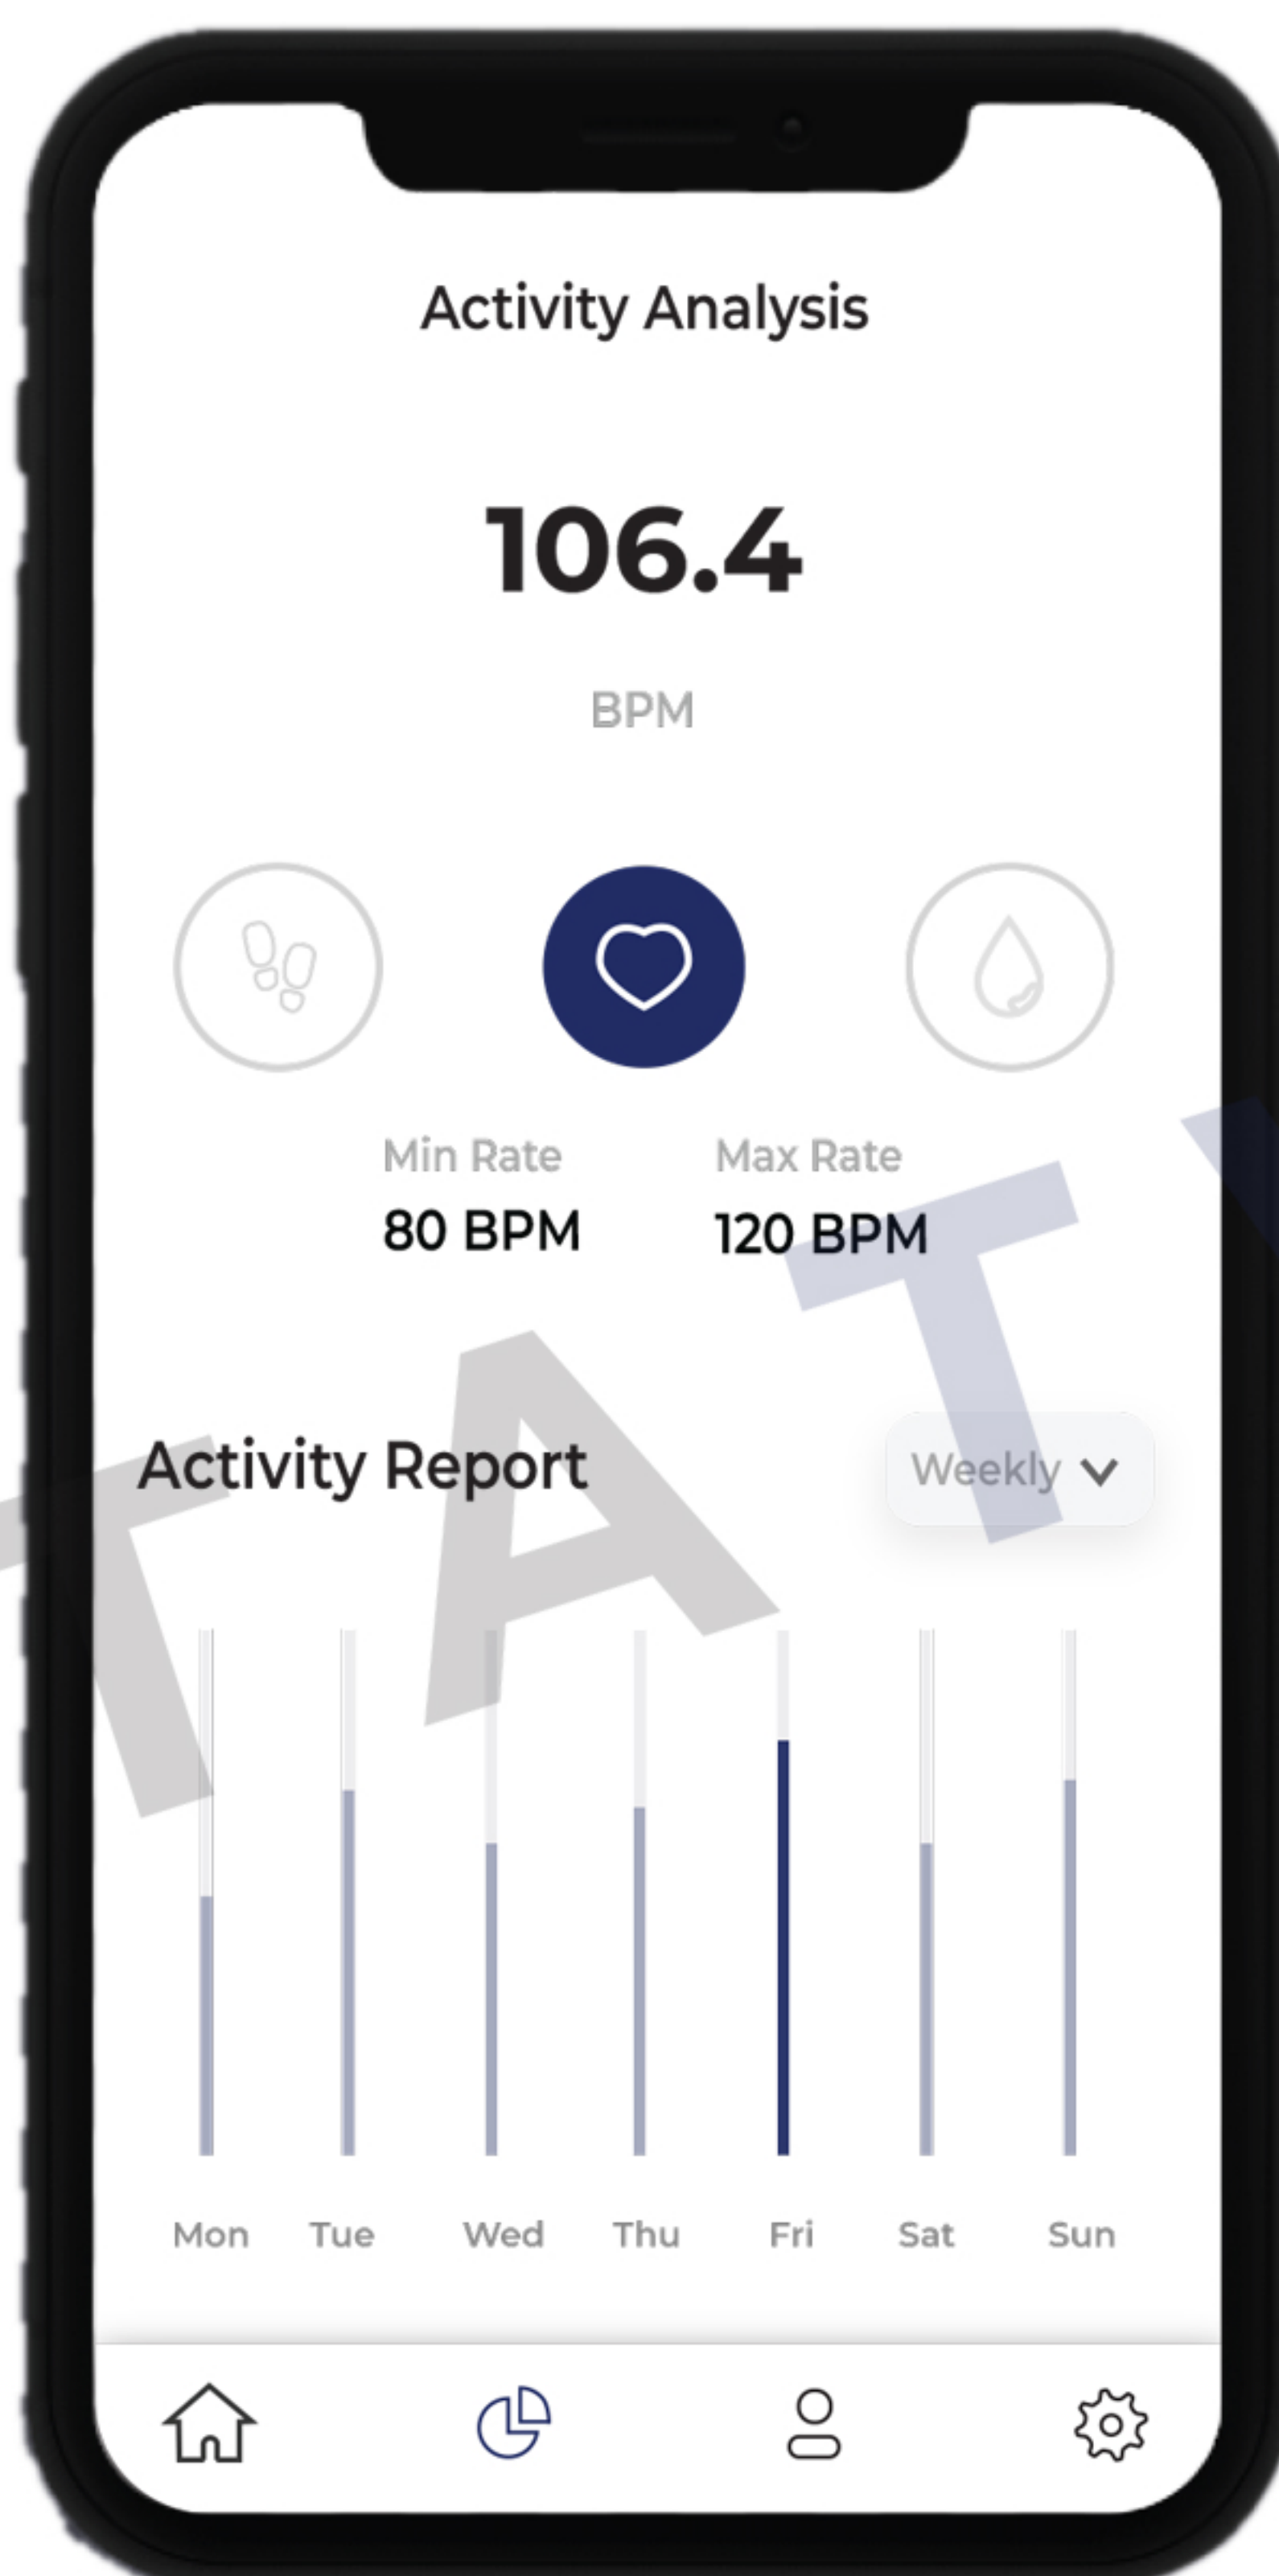 Activity Analysis
106.4
BPM
Min Rate Max Rate
80 BPM 120 BPM
Activity Report Weekly
Mon Tue Wed Thu Fri Sat Sun
T A T